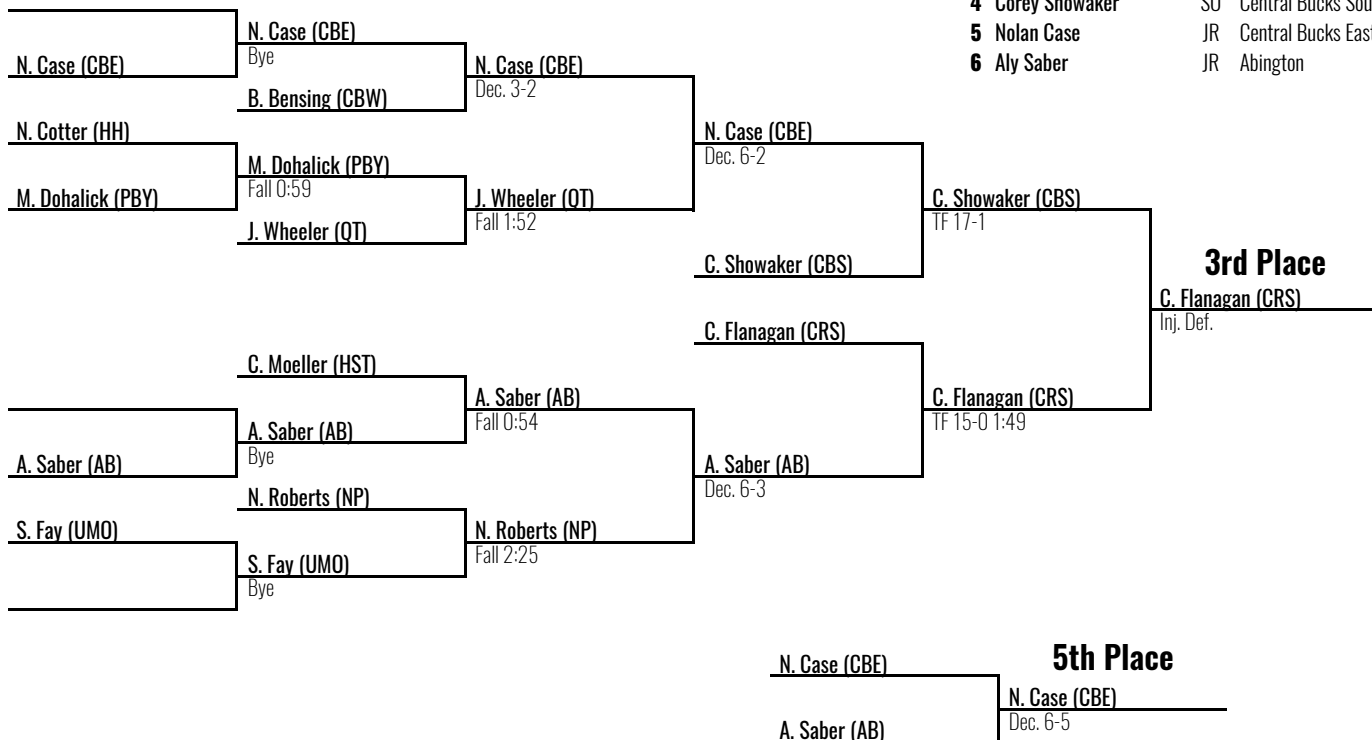 4 Corey Showaker SO Central Bucks Sou
5 Nolan Case JR Central Bucks East
6 Aly Saber JR Abington
N. Case (CBE)
N. Case (CBE)
Bye
B. Bensing (CBW)
N. Case (CBE)
Dec. 3-2
N. Cotter (HH)
M. Dohalick (PBY)
M. Dohalick (PBY)
Fall 0:59
J. Wheeler (QT)
J. Wheeler (QT)
Fall 1:52
N. Case (CBE)
Dec. 6-2
C. Showaker (CBS)
C. Showaker (CBS)
TF 17-1
3rd Place
C. Flanagan (CRS)
Inj. Def.
C. Flanagan (CRS)
C. Flanagan (CRS)
TF 15-0 1:49
C. Moeller (HST)
A. Saber (AB)
A. Saber (AB)
Bye
A. Saber (AB)
Fall 0:54
A. Saber (AB)
Dec. 6-3
N. Roberts (NP)
S. Fay (UMO)
S. Fay (UMO)
Bye
N. Roberts (NP)
Fall 2:25
5th Place
N. Case (CBE)
A. Saber (AB)
N. Case (CBE)
Dec. 6-5